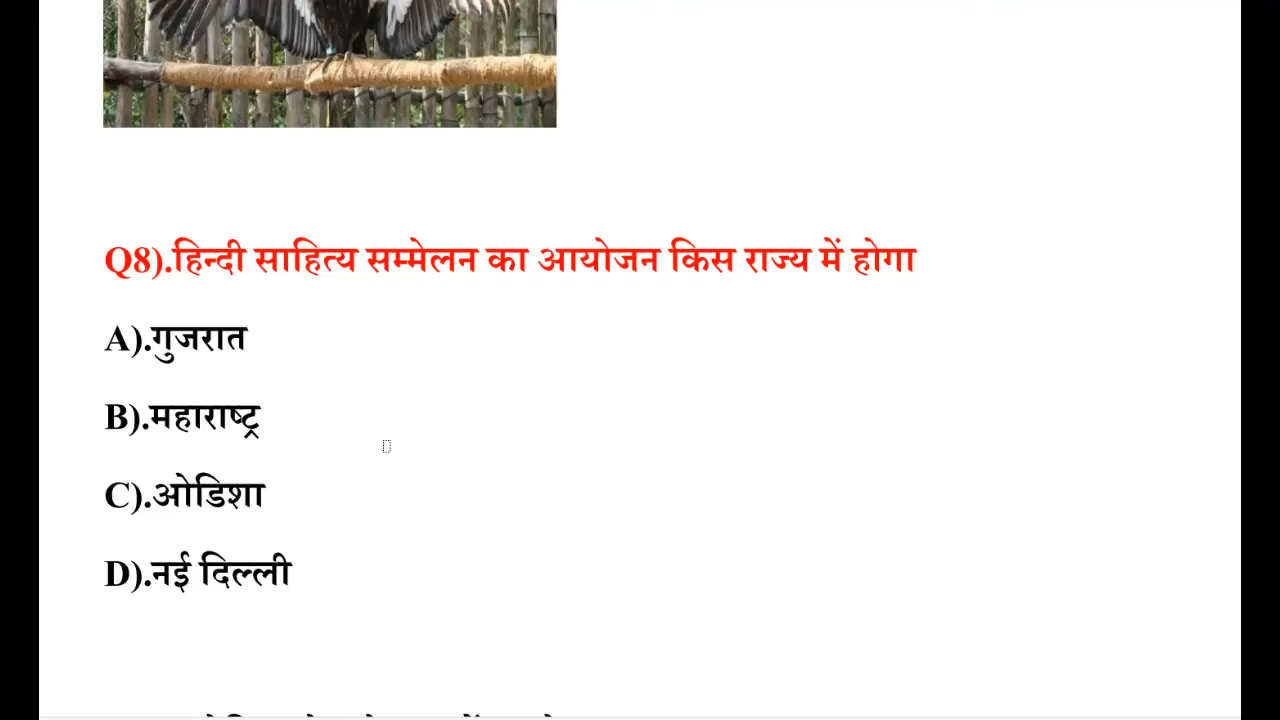 Q8).हिन्दी साहित्य सम्मेलन का आयोजन किस राज्य में होगा
A).गुजरात
B).महाराष्ट्र
C).ओडिशा
D).नई दिल्ली